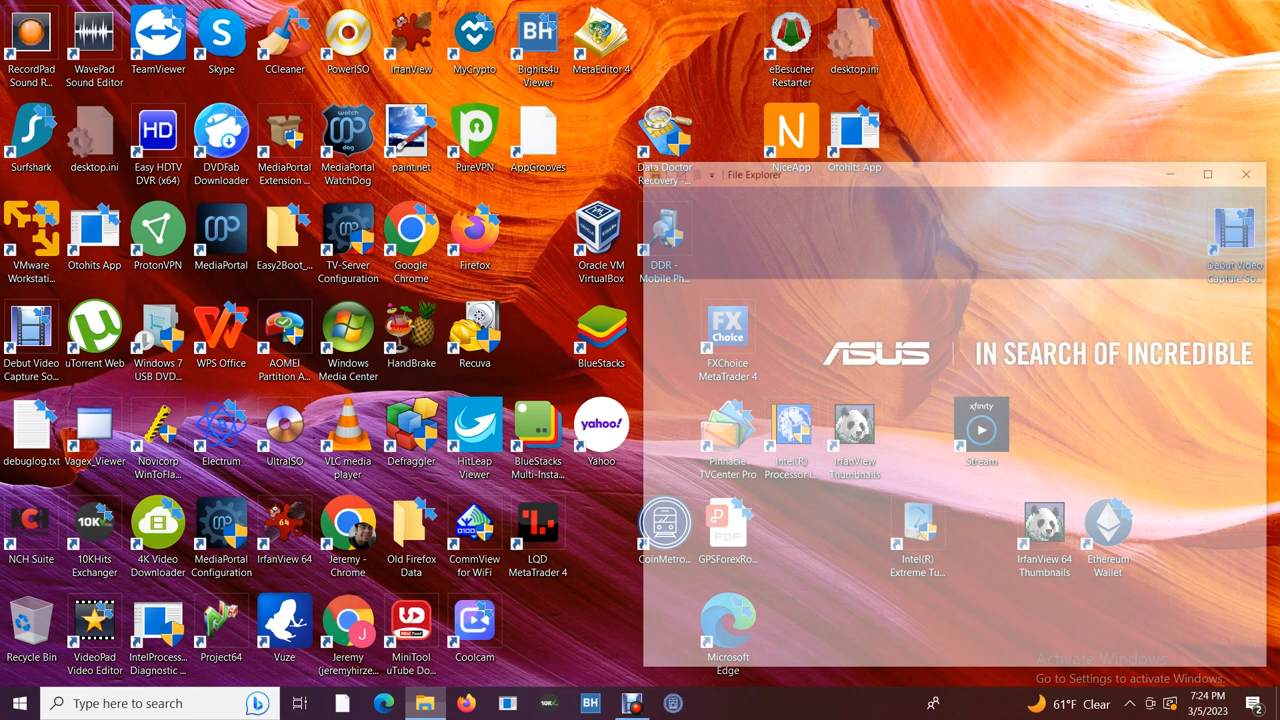 RecordPad
Sound R...
WavePad
Sound Editor
TeamViewer
Skype
CCleaner
PowerISO
IrfanView
MyCrypto
BH
Bighits4u
Viewer
MetaEditor 4
eBesucher
Restarter
desktop.ini
Surfshark
desktop.ini
HD
Easy HDTV
DVR (x64)
DVDFab
Downloader
MediaPortal
Extension ...
watch
dog
MediaPortal
WatchDog
paint.net
PurеVPN
AppGrooves
Data Doctor
Recovery -...
N
NiceApp
Otohits App
File Explorer
VMware
Workstati...
Otohits App
ProtonVPN
MediaPortal
Easy2Boot_...
TV-Server
Configuration
Google
Chrome
Firefox
Oracle VM
VirtualBox
DDR -
Mobile Ph...
Debut Video
Capture So...
Debut Video
Capture So...
uTorrent Web
Windows 7
USB DVD...
WPS Office
AOMEI
Partition A...
Windows
Media Center
HandBrake
Recuva
BlueStacks
FX
Choice
FXChoice
MetaTrader 4
ASUS
IN SEARCH OF INCREDIBLE
debuglog.txt
Vagex_Viewer
Novicorp
WinToFla...
Electrum
UltraISO
VLC media
player
Defraggler
HitLeap
Viewer
BlueStacks
Multi-Insta...
yahoo!
Yahoo
Pinnacle
TVCenter Pro
Intel(R)
Processor I...
IrfanView
Thumbnails
xfinity
Stream
NCH Suite
10K
10KHits
Exchanger
4K Video
Downloader
MediaPortal
Configuration
64
IrfanView 64
Jeremy -
Chrome
Old Firefox
Data
0100
CommView
for WiFi
LQD
MetaTrader 4
CoinMetro...
PDF
GPSForexRo...
Intel(R)
Extreme Tu...
IrfanView 64
Thumbnails
Ethereum
Wallet
Recycle Bin
VideoPad
Video Editor
IntelProcess...
Diagnostic ...
Project64
Vuze
J
Jeremy
(jeremyhirze...
MiniTool
MiniTool
uTube Do...
Coolcam
Microsoft
Edge
Activate Windows
Go to Settings to activate Windows.
Type here to search
10K
BH
61°F Clear
7:24 PM
3/5/2023
2